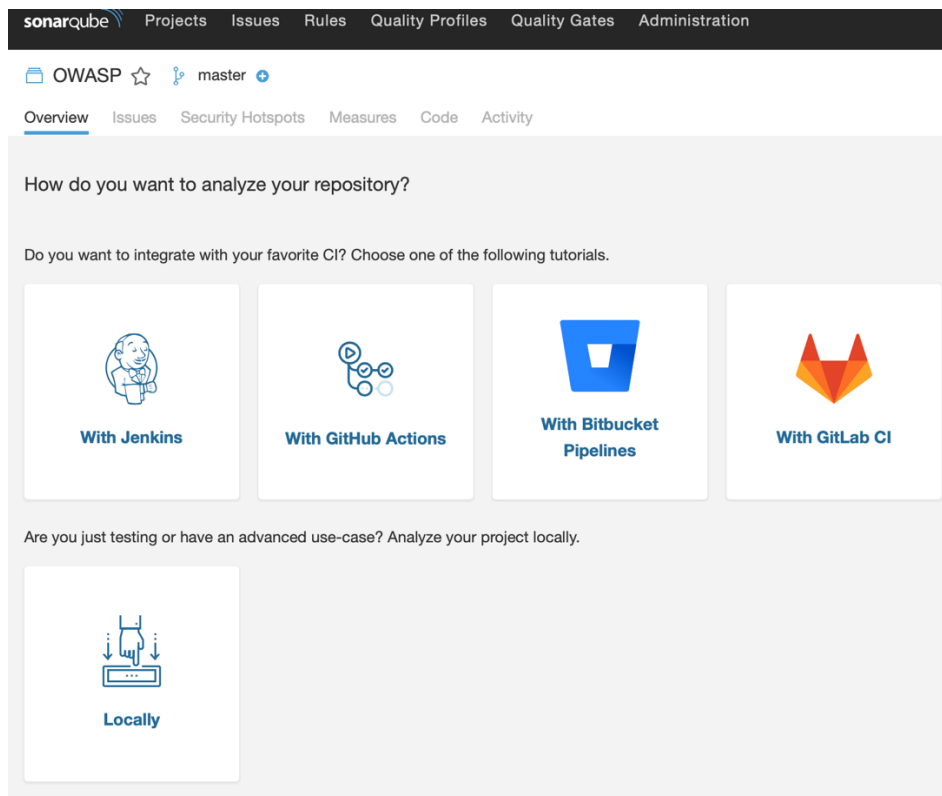 sonarqube Projects Issues Rules Quality Profiles Quality Gates Administration
OWASP master
Overview Issues Security Hotspots Measures Code Activity
How do you want to analyze your repository?
Do you want to integrate with your favorite CI? Choose one of the following tutorials.
With Jenkins
With GitHub Actions
With Bitbucket
Pipelines
With GitLab CI
Are you just testing or have an advanced use-case? Analyze your project locally.
Locally